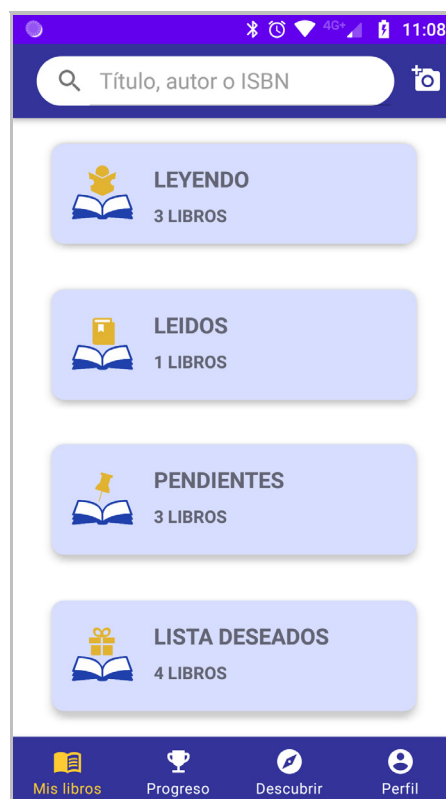 4G+ 11:08
Título, autor o ISBN
LEYENDO
3 LIBROS
LEIDOS
1 LIBROS
PENDIENTES
3 LIBROS
LISTA DESEADOS
4 LIBROS
Mis libros Progreso Descubrir Perfil